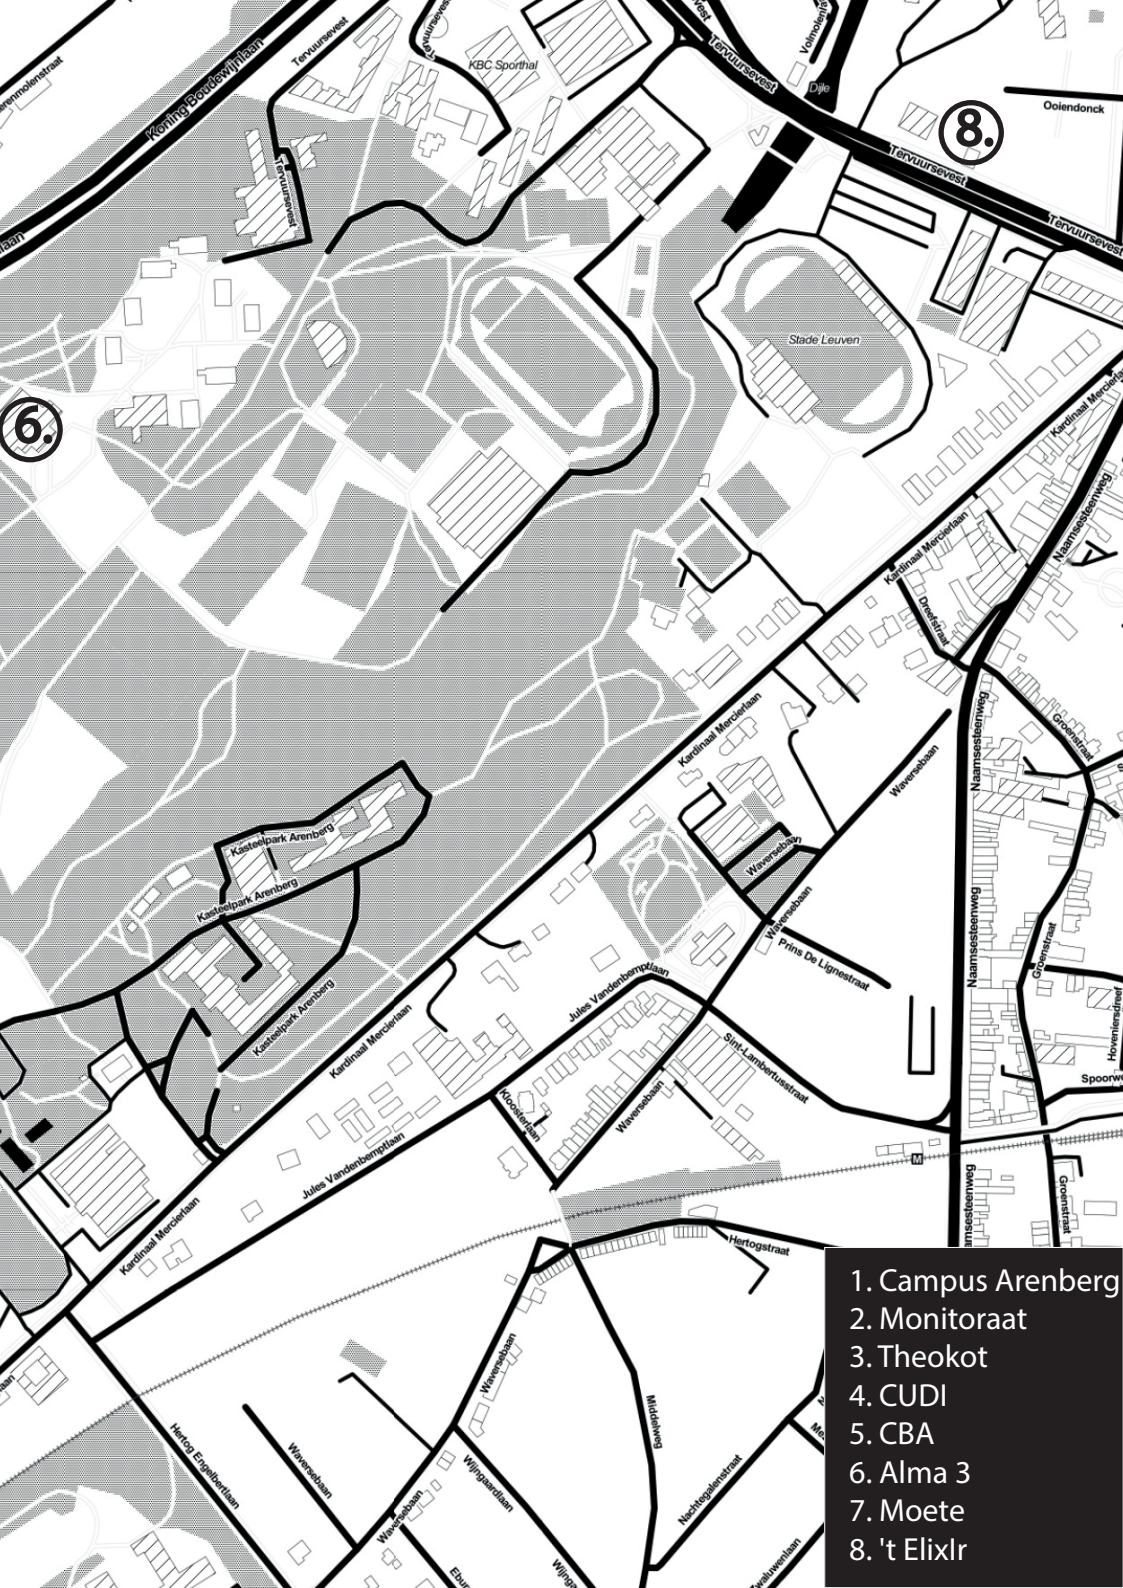 Tervuursevest
Tervuursevest
KBC Sporthal
Tervuursevest
Dijle
Koning Boudewijnlaan
Ooiendonck
8.
Tervuursevest
Tervuursevest
Tervuursevest
Stade Leuven
6.
Kardinaal Mercierlaan
Naamsesteenweg
Kardinaal Mercierlaan
Dreefstraat
Kardinaal Mercierlaan
Naamsesteenweg
Groenstraat
Waversebaan
Kasteelpark Arenberg
Waversebaan
Kasteelpark Arenberg
Waversebaan
Naamsesteenweg
Groenstraat
Prins De Lignestraat
Jules Vandenbemptlaan
Kasteelpark Arenberg
Kardinaal Mercierlaan
Hoveniersdreef
Sint-Lambertusstraat
Kloosterlaan
Waversebaan
Jules Vandenbemptlaan
M
Groenstraat
Kardinaal Mercierlaan
Hertogstraat
Waversebaan
Middelweg
Hertog Engelbertlaan
Waversebaan
Wijngaardlaan
Nachtegalenstraat
Waversebaan
1. Campus Arenberg
2. Monitoraat
3. Theokot
4. CUDI
5. CBA
6. Alma 3
7. Moete
8. 't ElixIr